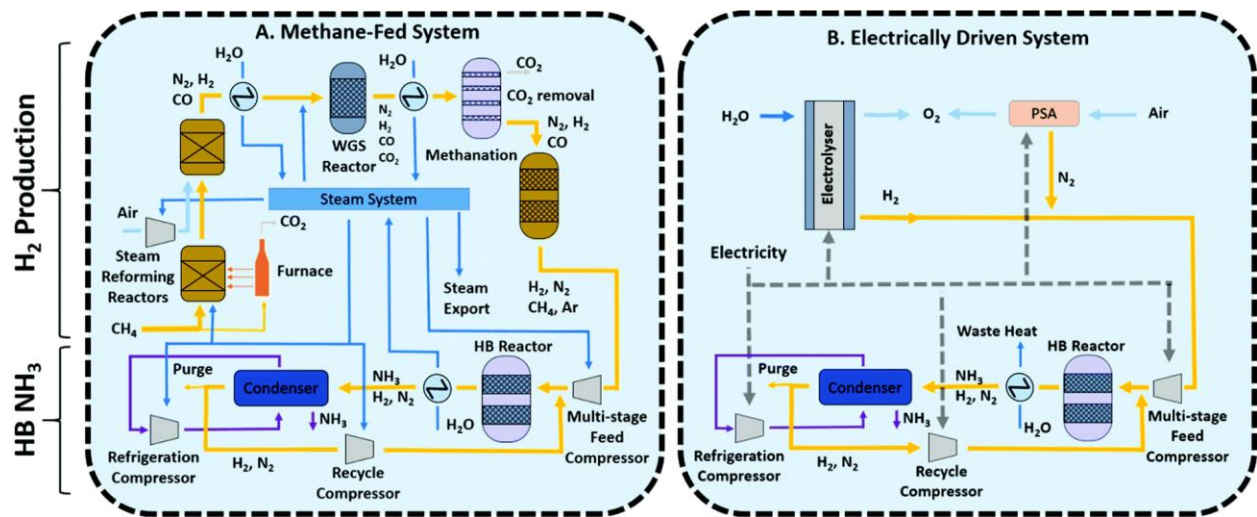 H₂ Production
HB NH₃
A. Methane-Fed System
H₂O
N₂, H₂
CO
WGS
Reactor
N₂
H₂
CO
CO₂
H₂O
CO₂
CO₂ removal
Methanation
N₂, H₂
CO
Steam System
Air
Steam
Reforming
Reactors
CO₂
Furnace
CH₄
Steam
Export
H₂, N₂
CH₄, Ar
Purge
Condenser
NH₃
NH₃
H₂, N₂
H₂O
HB Reactor
Multi-stage
Feed
Compressor
Refrigeration
Compressor
H₂, N₂
Recycle
Compressor
B. Electrically Driven System
H₂O
Electrolyser
O₂
PSA
Air
N₂
H₂
Electricity
Waste Heat
HB Reactor
Purge
Condenser
NH₃
NH₃
H₂, N₂
H₂O
Multi-stage
Feed
Compressor
Refrigeration
Compressor
H₂, N₂
Recycle
Compressor